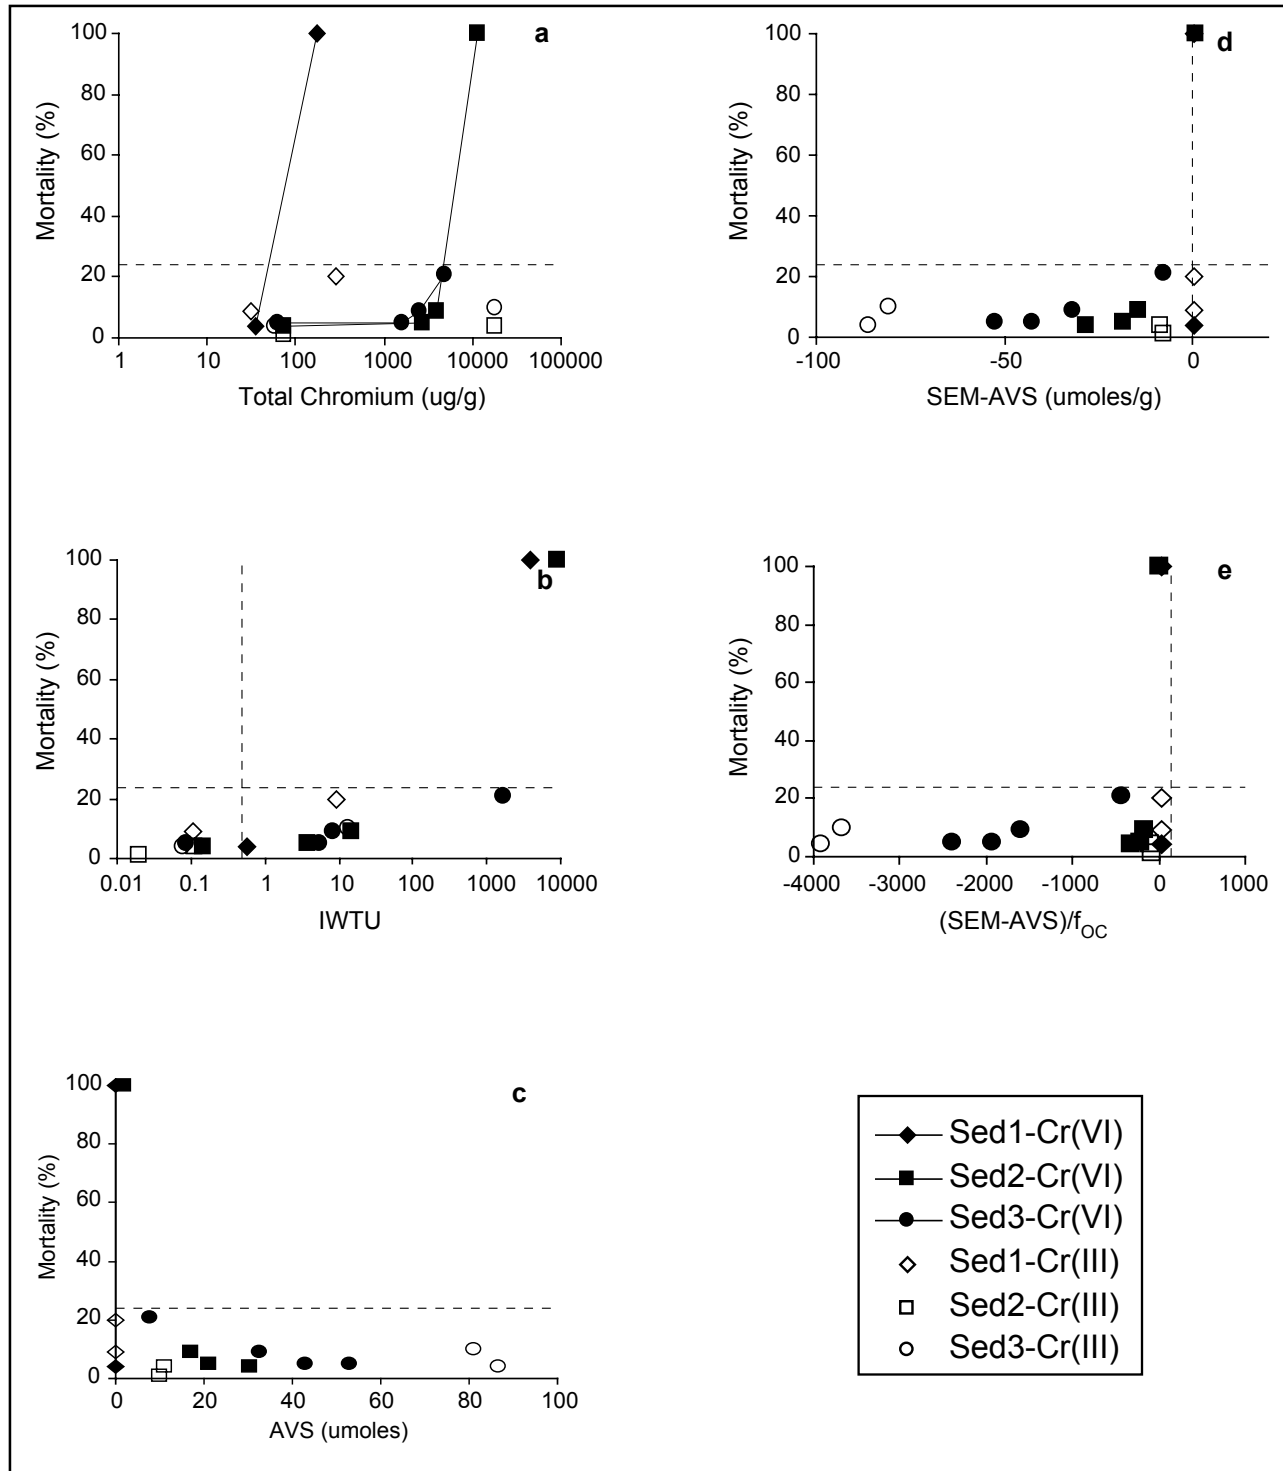 a
Mortality (%)
100
80
60
40
20
0
1 10 100 1000 10000 100000
Total Chromium (ug/g)
d
Mortality (%)
100
80
60
40
20
0
-100 -50 0
SEM-AVS (umoles/g)
b
Mortality (%)
100
80
60
40
20
0
0.01 0.1 1 10 100 1000 10000
IWTU
e
Mortality (%)
100
80
60
40
20
0
-4000 -3000 -2000 -1000 0 1000
(SEM-AVS)/fOC
c
Mortality (%)
100
80
60
40
20
0
0 20 40 60 80 100
AVS (umoles)
Sed1-Cr(VI)
Sed2-Cr(VI)
Sed3-Cr(VI)
Sed1-Cr(III)
Sed2-Cr(III)
Sed3-Cr(III)